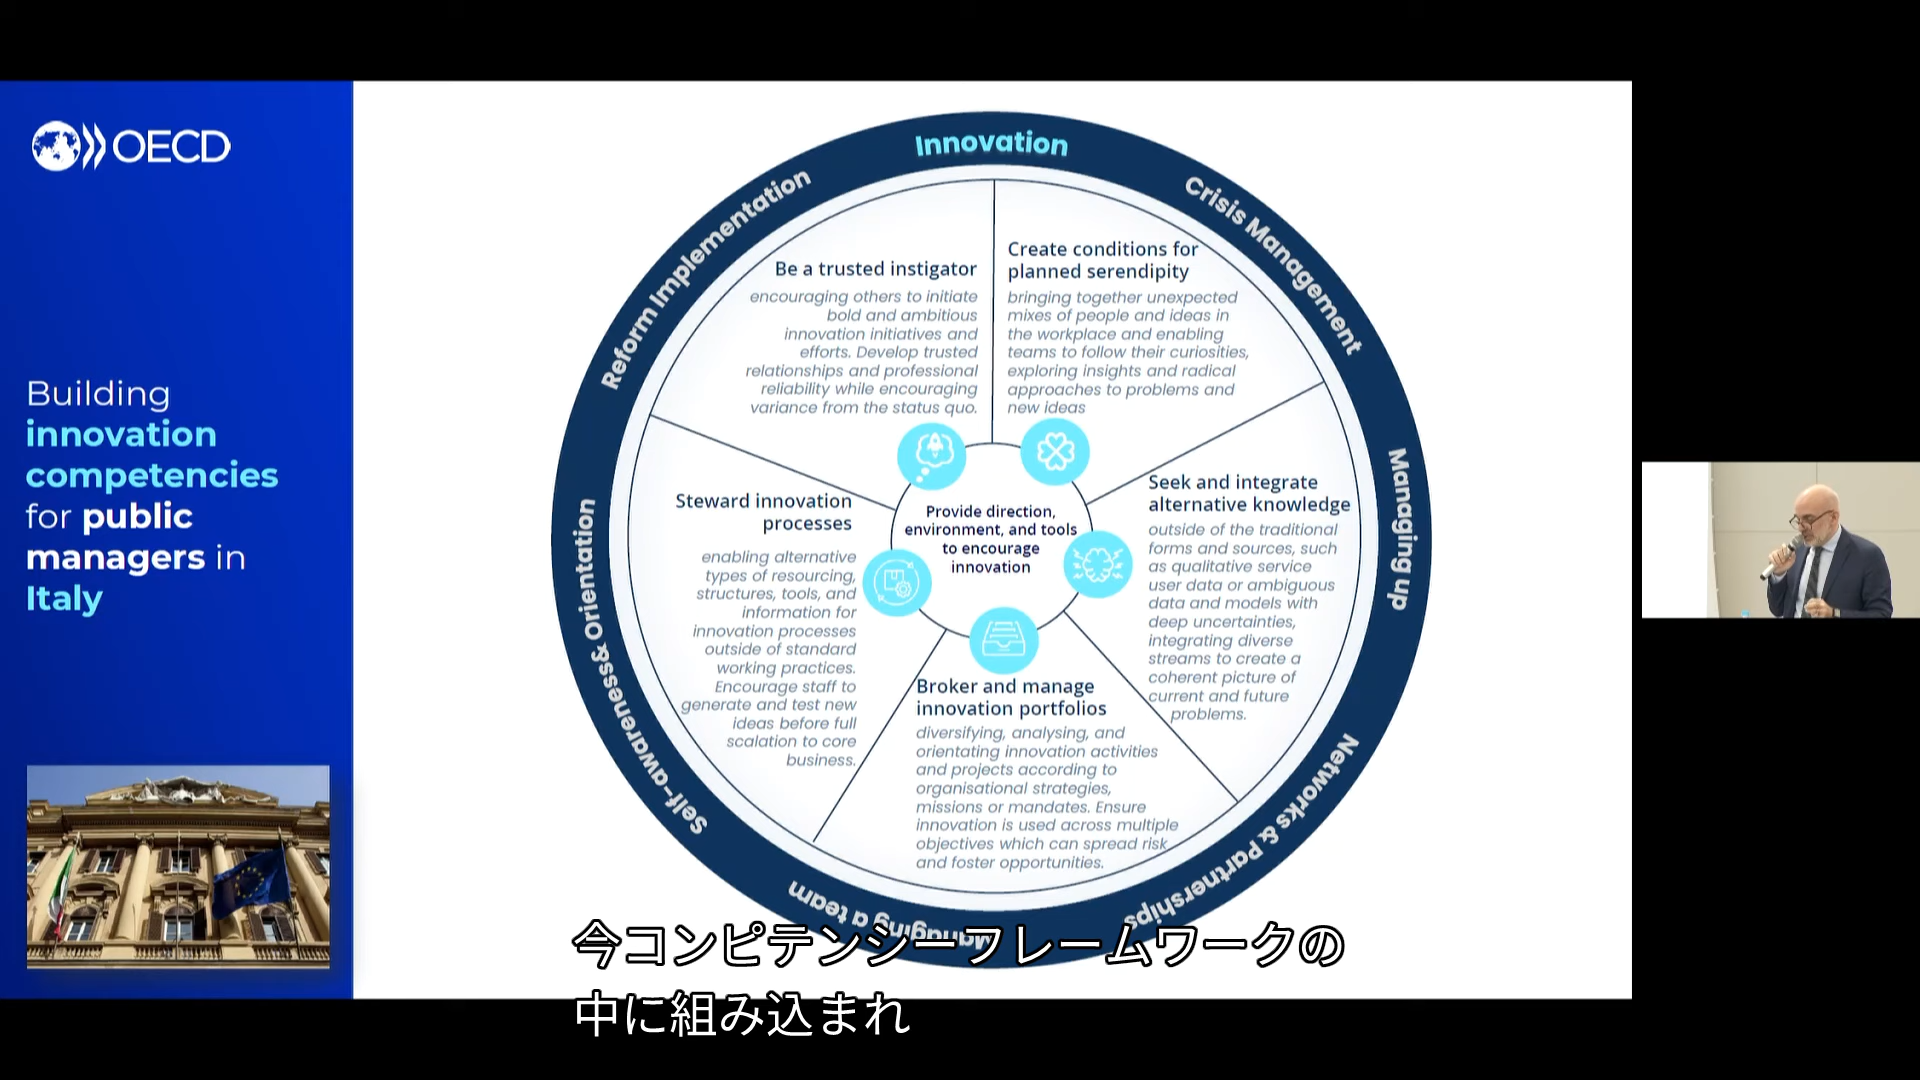 OECD
Building
innovation
competencies
for public
managers in
Italy
Innovation
Crisis Management
Managing up
Networks & Partnerships
Managing a team
Self-awareness& Orientation
Reform Implementation
Be a trusted instigator
encouraging others to initiate
bold and ambitious
innovation initiatives and
efforts. Develop trusted
relationships and professional
reliability while encouraging
variance from the status quo.
Create conditions for
planned serendipity
bringing together unexpected
mixes of people and ideas in
the workplace and enabling
teams to follow their curiosities,
exploring insights and radical
approaches to problems and
new ideas
Seek and integrate
alternative knowledge
outside of the traditional
forms and sources, such
as qualitative service
user data or ambiguous
data and models with
deep uncertainties,
integrating diverse
streams to create a
coherent picture of
current and future
problems.
Broker and manage
innovation portfolios
diversifying, analysing, and
orientating innovation activities
and projects according to
organisational strategies,
missions or mandates. Ensure
innovation is used across multiple
objectives which can spread risk
and foster opportunities.
Steward innovation
processes
enabling alternative
types of resourcing,
structures, tools, and
information for
innovation processes
outside of standard
working practices.
Encourage staff to
generate and test new
ideas before full
scalation to core
business.
Provide direction,
environment, and tools
to encourage
innovation
今コンピテンシーフレームワークの
中に組み込まれ